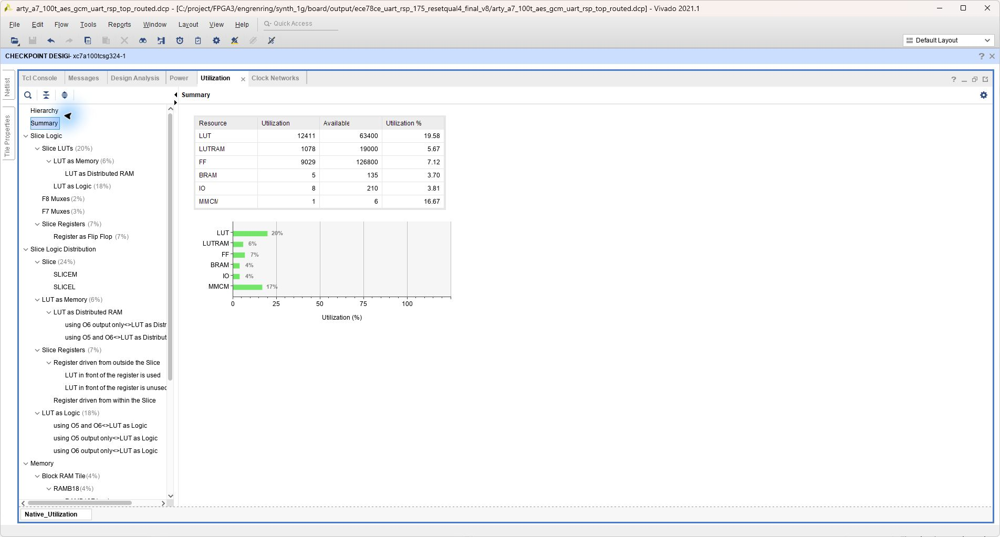 arty_a7_100t_aes_gcm_uart_rsp_top_routed.dcp - [C:/project/FPGA3/engrenring/synth_1g/board/output/ece78ce_uart_rsp_175_resetqual4_final_v8/arty_a7_100t_aes_gcm_uart_rsp_top_routed.dcp] - Vivado 2021.1
File Edit Flow Tools Reports Window Layout View Help Quick Access
Default Layout
CHECKPOINT DESIG- xc7a100tcsg324-1
Netlist
Tile Properties
Tcl Console Messages Design Analysis Power Utilization Clock Networks
Summary
Hierarchy
Summary
Slice Logic
Slice LUTs (20%)
LUT as Memory (6%)
LUT as Distributed RAM
LUT as Logic (18%)
F8 Muxes (2%)
F7 Muxes (3%)
Slice Registers (7%)
Register as Flip Flop (7%)
Slice Logic Distribution
Slice (24%)
SLICEM
SLICEL
LUT as Memory (6%)
LUT as Distributed RAM
using O6 output only<>LUT as Distr
using O5 and O6<>LUT as Distribut
Slice Registers (7%)
Register driven from outside the Slice
LUT in front of the register is used
LUT in front of the register is unused
Register driven from within the Slice
LUT as Logic (18%)
using O5 and O6<>LUT as Logic
using O5 output only<>LUT as Logic
using O6 output only<>LUT as Logic
Memory
Block RAM Tile (4%)
RAMB18 (4%)
Resource Utilization Available Utilization %
LUT 12411 63400 19.58
LUTRAM 1078 19000 5.67
FF 9029 126800 7.12
BRAM 5 135 3.70
IO 8 210 3.81
MMCM 1 6 16.67
LUT 20%
LUTRAM 6%
FF 7%
BRAM 4%
IO 4%
MMCM 17%
0 25 50 75 100
Utilization (%)
Native_Utilization